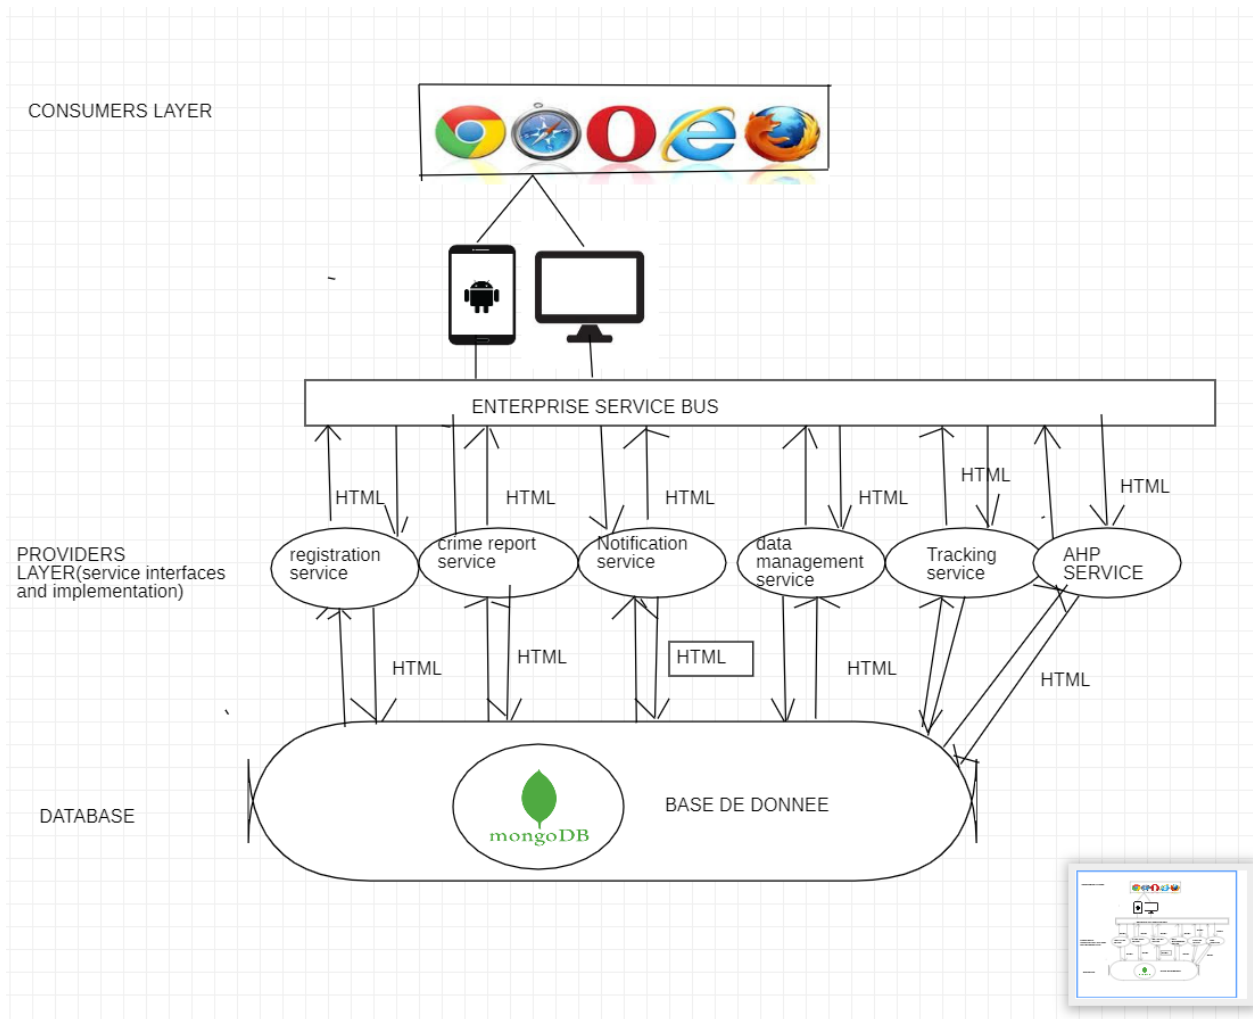 CONSUMERS LAYER
ENTERPRISE SERVICE BUS
HTML
HTML
HTML
HTML
HTML
HTML
PROVIDERS
LAYER(service interfaces
and implementation)
registration
service
crime report
service
Notification
service
data
management
service
Tracking
service
AHP
SERVICE
HTML
HTML
HTML
HTML
HTML
DATABASE
mongoDB
BASE DE DONNEE